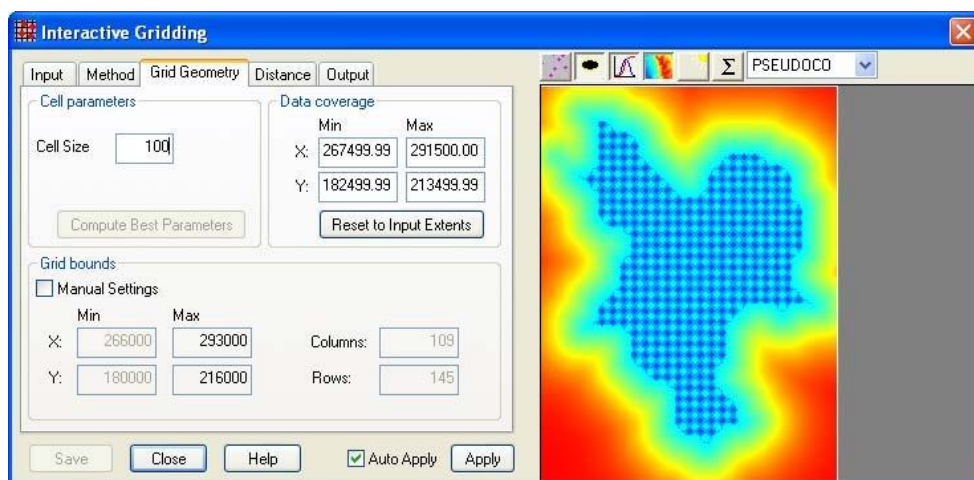 Interactive Gridding
Input Method Grid Geometry Distance Output
PSEUDOCO
Cell parameters
Cell Size 100
Compute Best Parameters
Data coverage
Min Max
X: 267499.99 291500.00
Y: 182499.99 213499.99
Reset to Input Extents
Grid bounds
Manual Settings
Min Max
X: 266000 293000 Columns: 109
Y: 180000 216000 Rows: 145
Save Close Help Auto Apply Apply